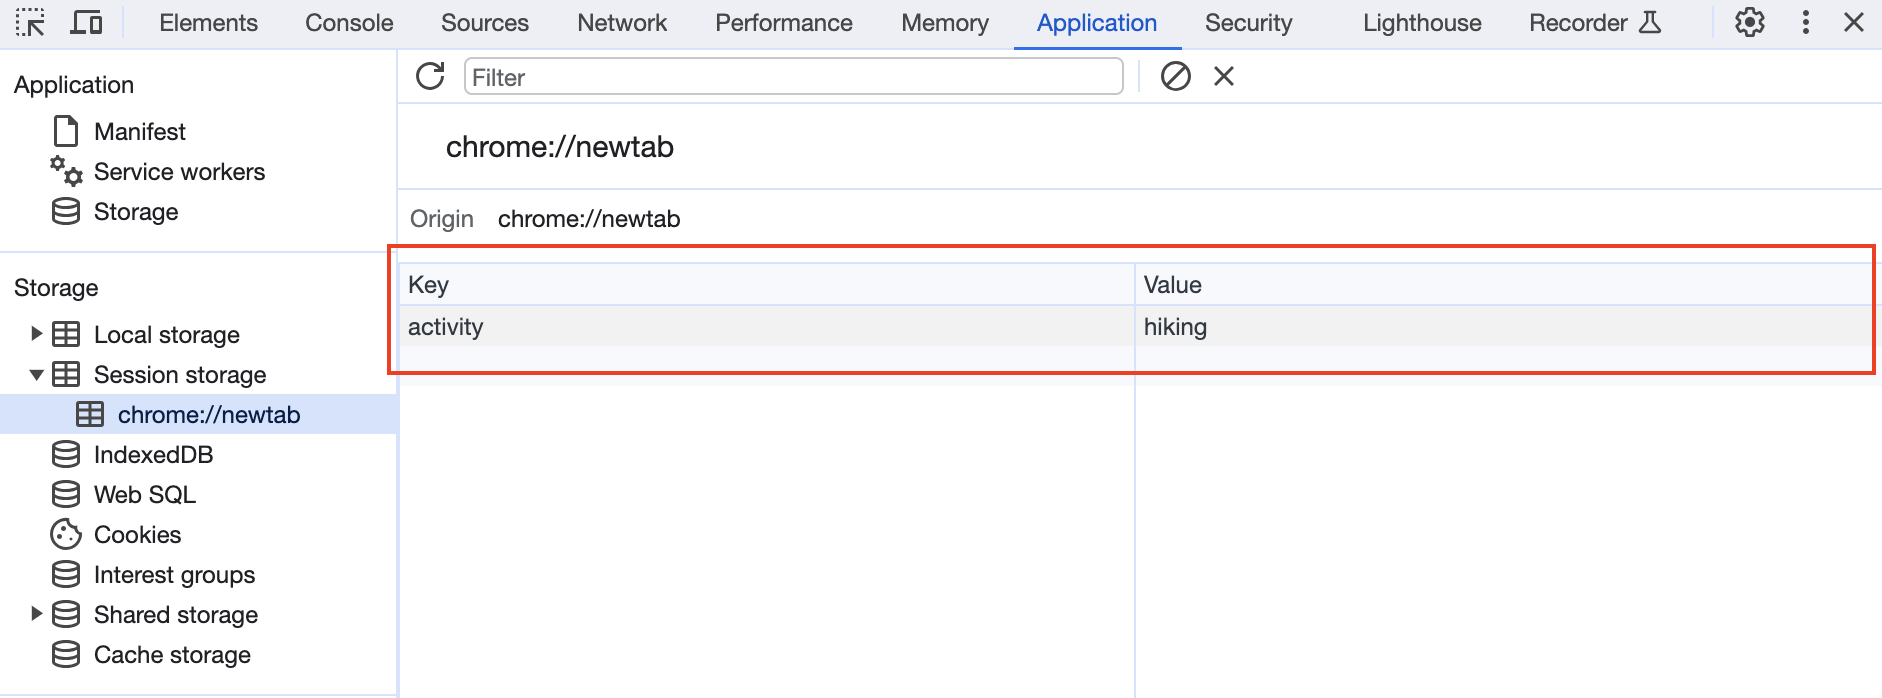 Elements Console Sources Network Performance Memory Application Security Lighthouse Recorder
Application
Manifest
Service workers
Storage
Storage
Local storage
Session storage
chrome://newtab
IndexedDB
Web SQL
Cookies
Interest groups
Shared storage
Cache storage
Filter
chrome://newtab
Origin chrome://newtab
Key Value
activity hiking